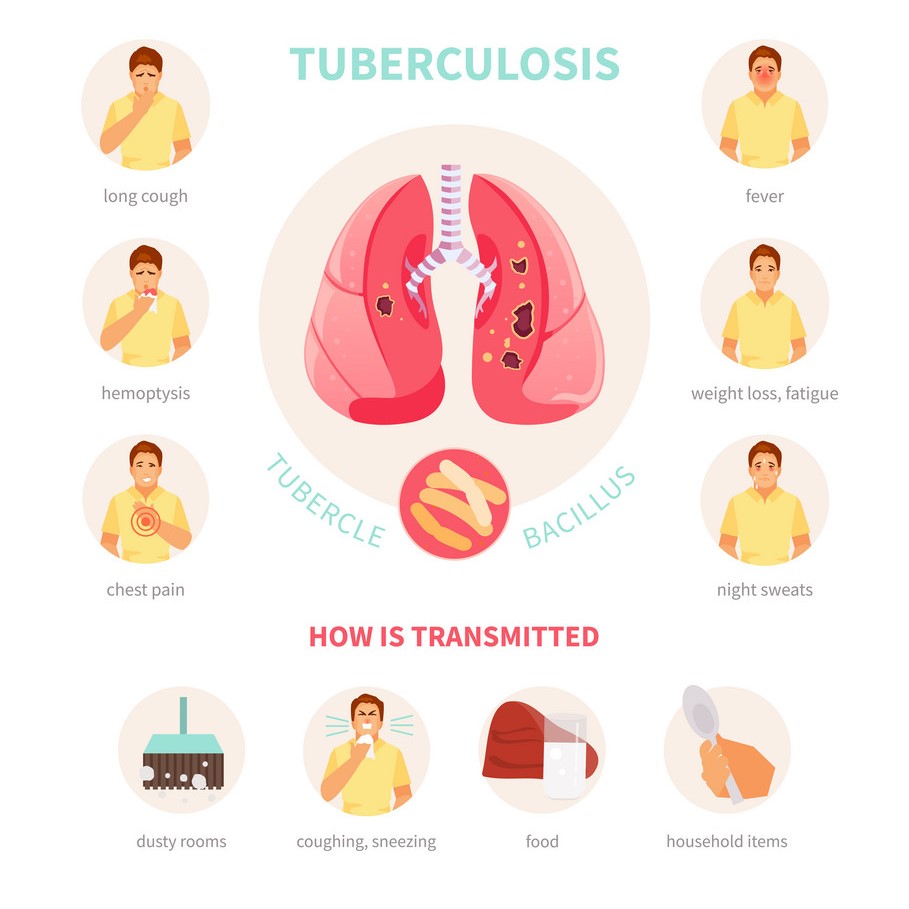 TUBERCULOSIS
long cough
fever
hemoptysis
weight loss, fatigue
TUBERCLE BACILLUS
chest pain
night sweats
HOW IS TRANSMITTED
dusty rooms
coughing, sneezing
food
household items